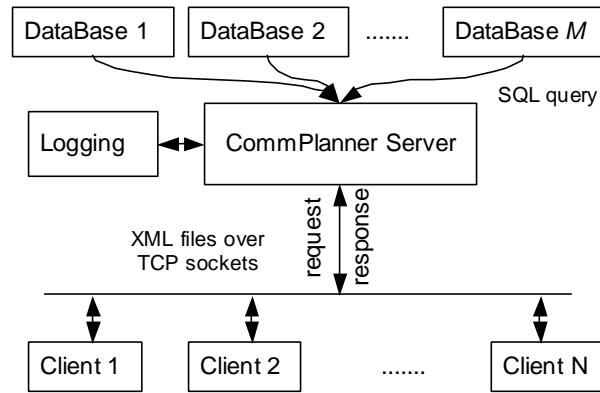 DataBase 1
DataBase 2
.......
DataBase M
SQL query
Logging
CommPlanner Server
XML files over
TCP sockets
request
response
Client 1
Client 2
.......
Client N